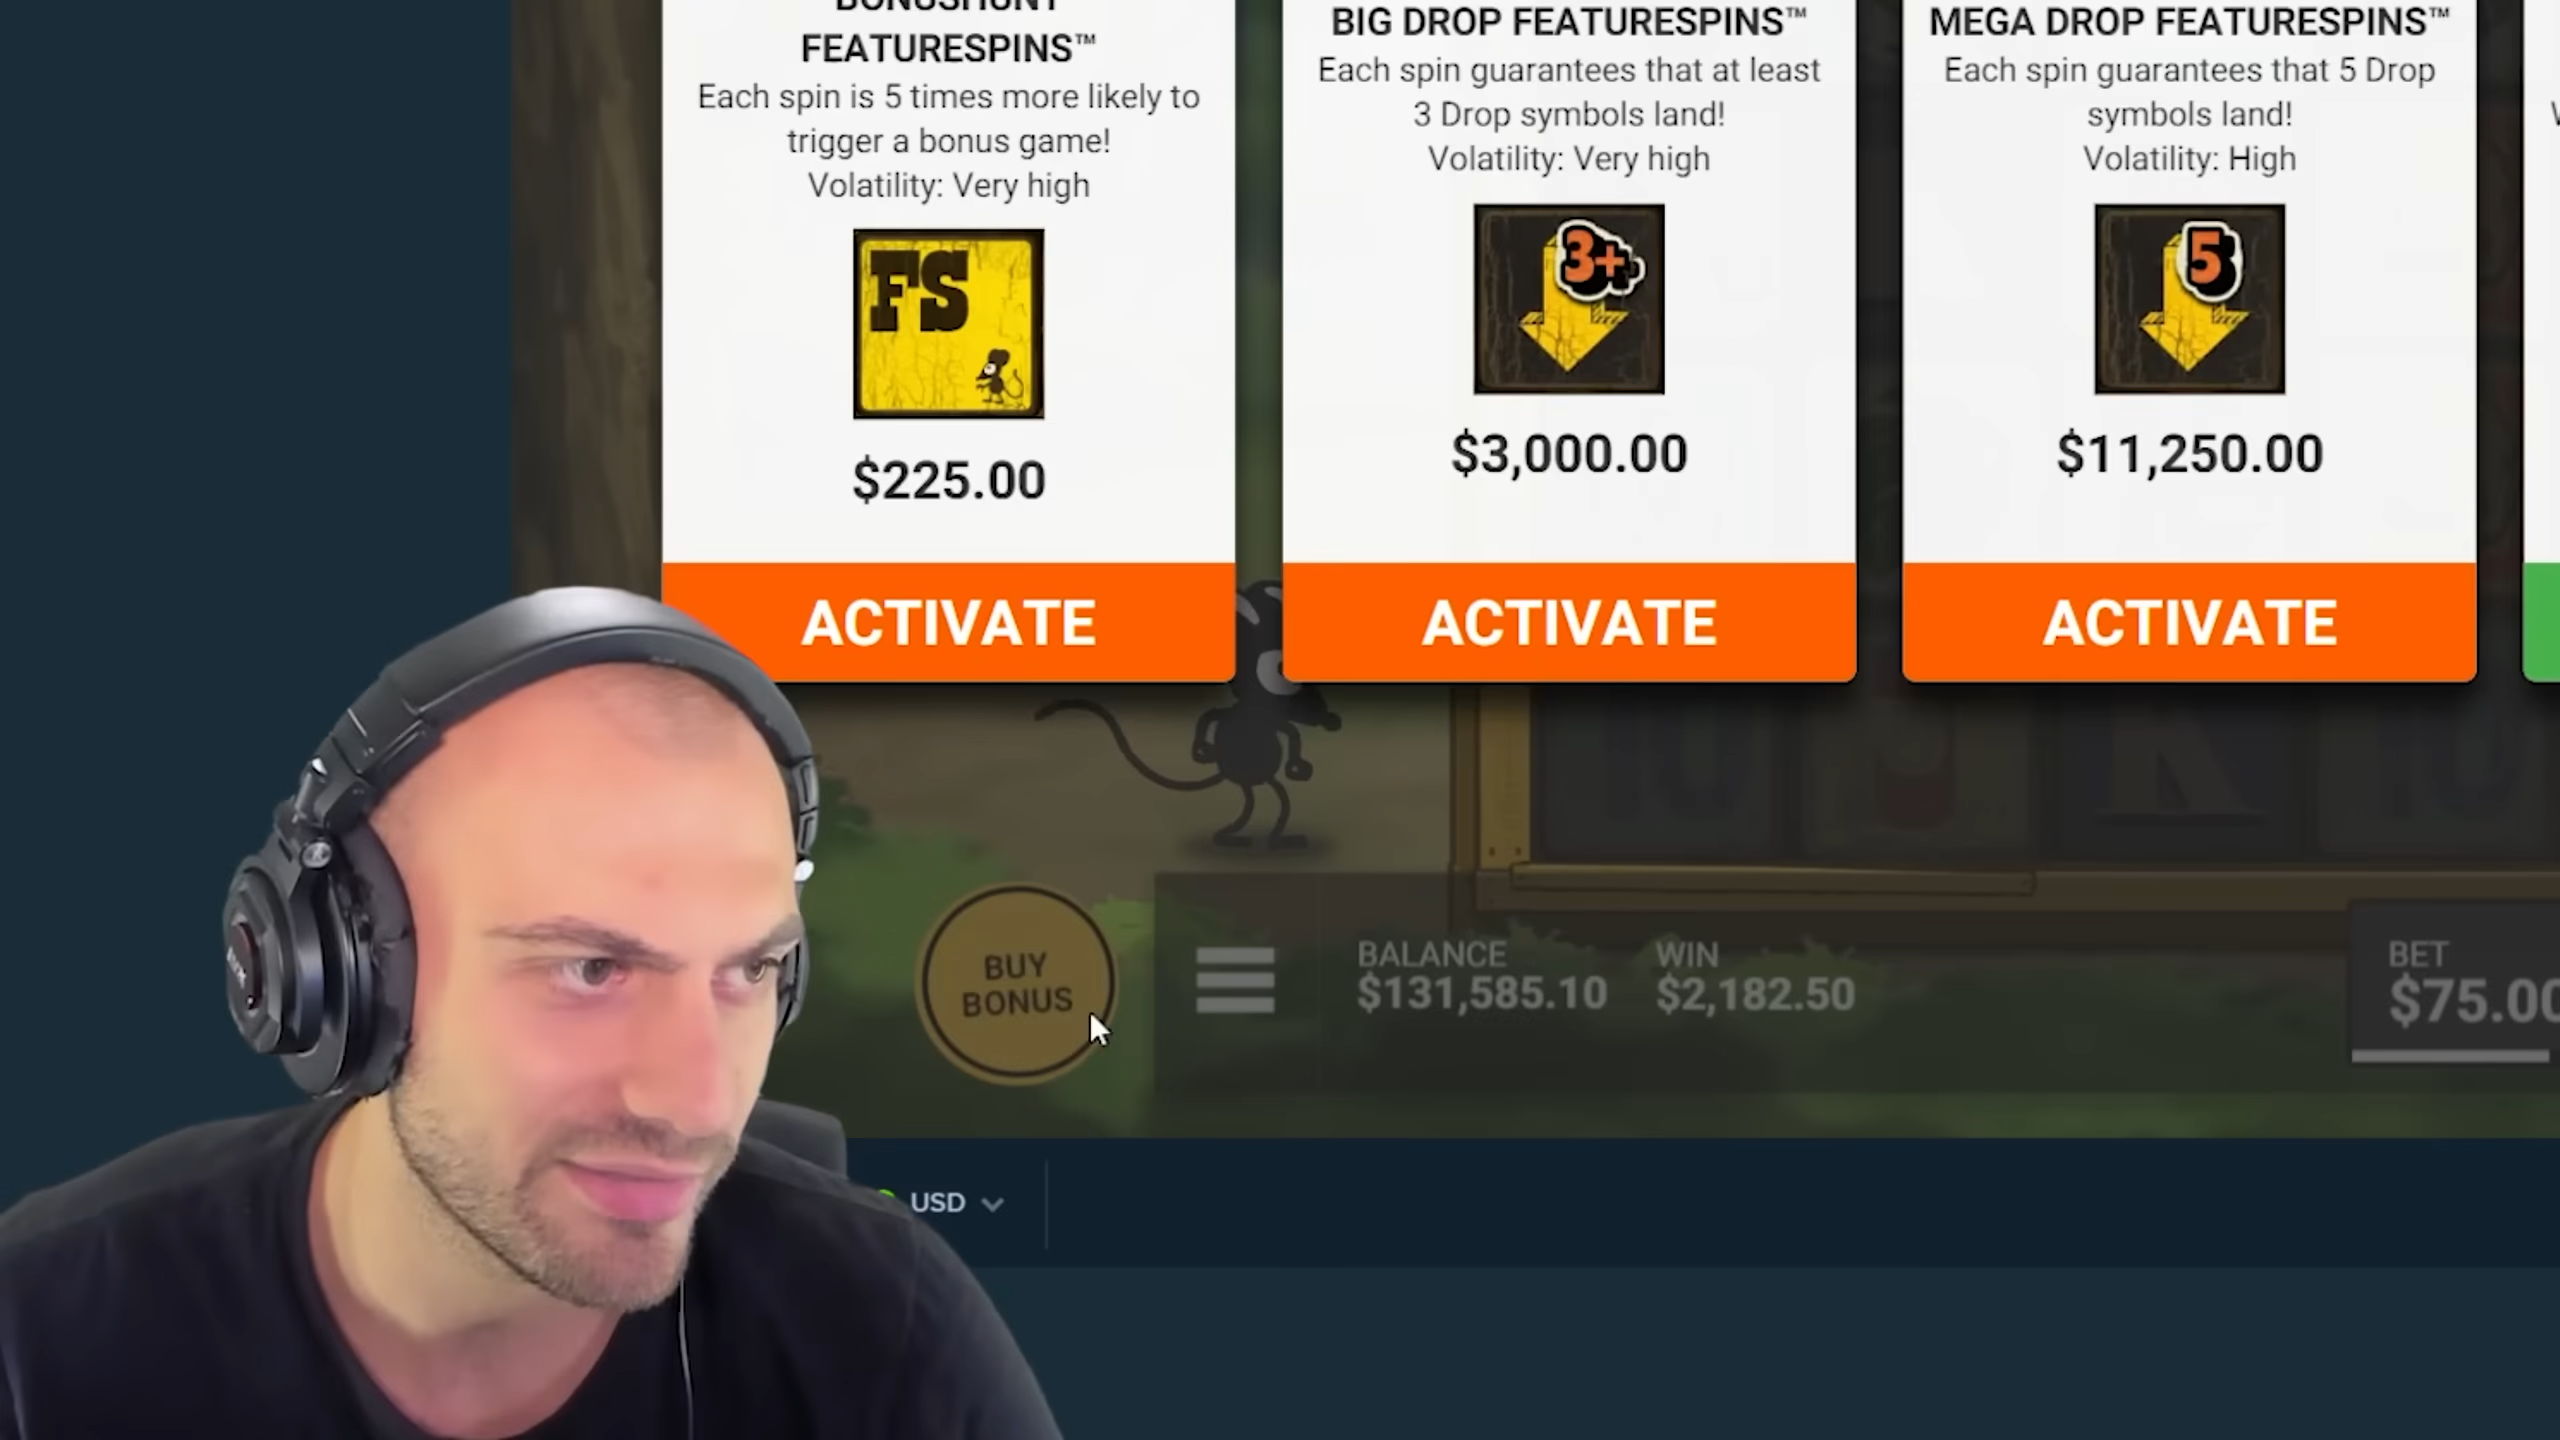 BONUSHUNT
FEATURESPINS™
Each spin is 5 times more likely to
trigger a bonus game!
Volatility: Very high
FS
$225.00
ACTIVATE
BIG DROP FEATURESPINS™
Each spin guarantees that at least
3 Drop symbols land!
Volatility: Very high
3+
$3,000.00
ACTIVATE
MEGA DROP FEATURESPINS™
Each spin guarantees that 5 Drop
symbols land!
Volatility: High
5
$11,250.00
ACTIVATE
BUY
BONUS
BALANCE
$131,585.10
WIN
$2,182.50
BET
$75.00
USD